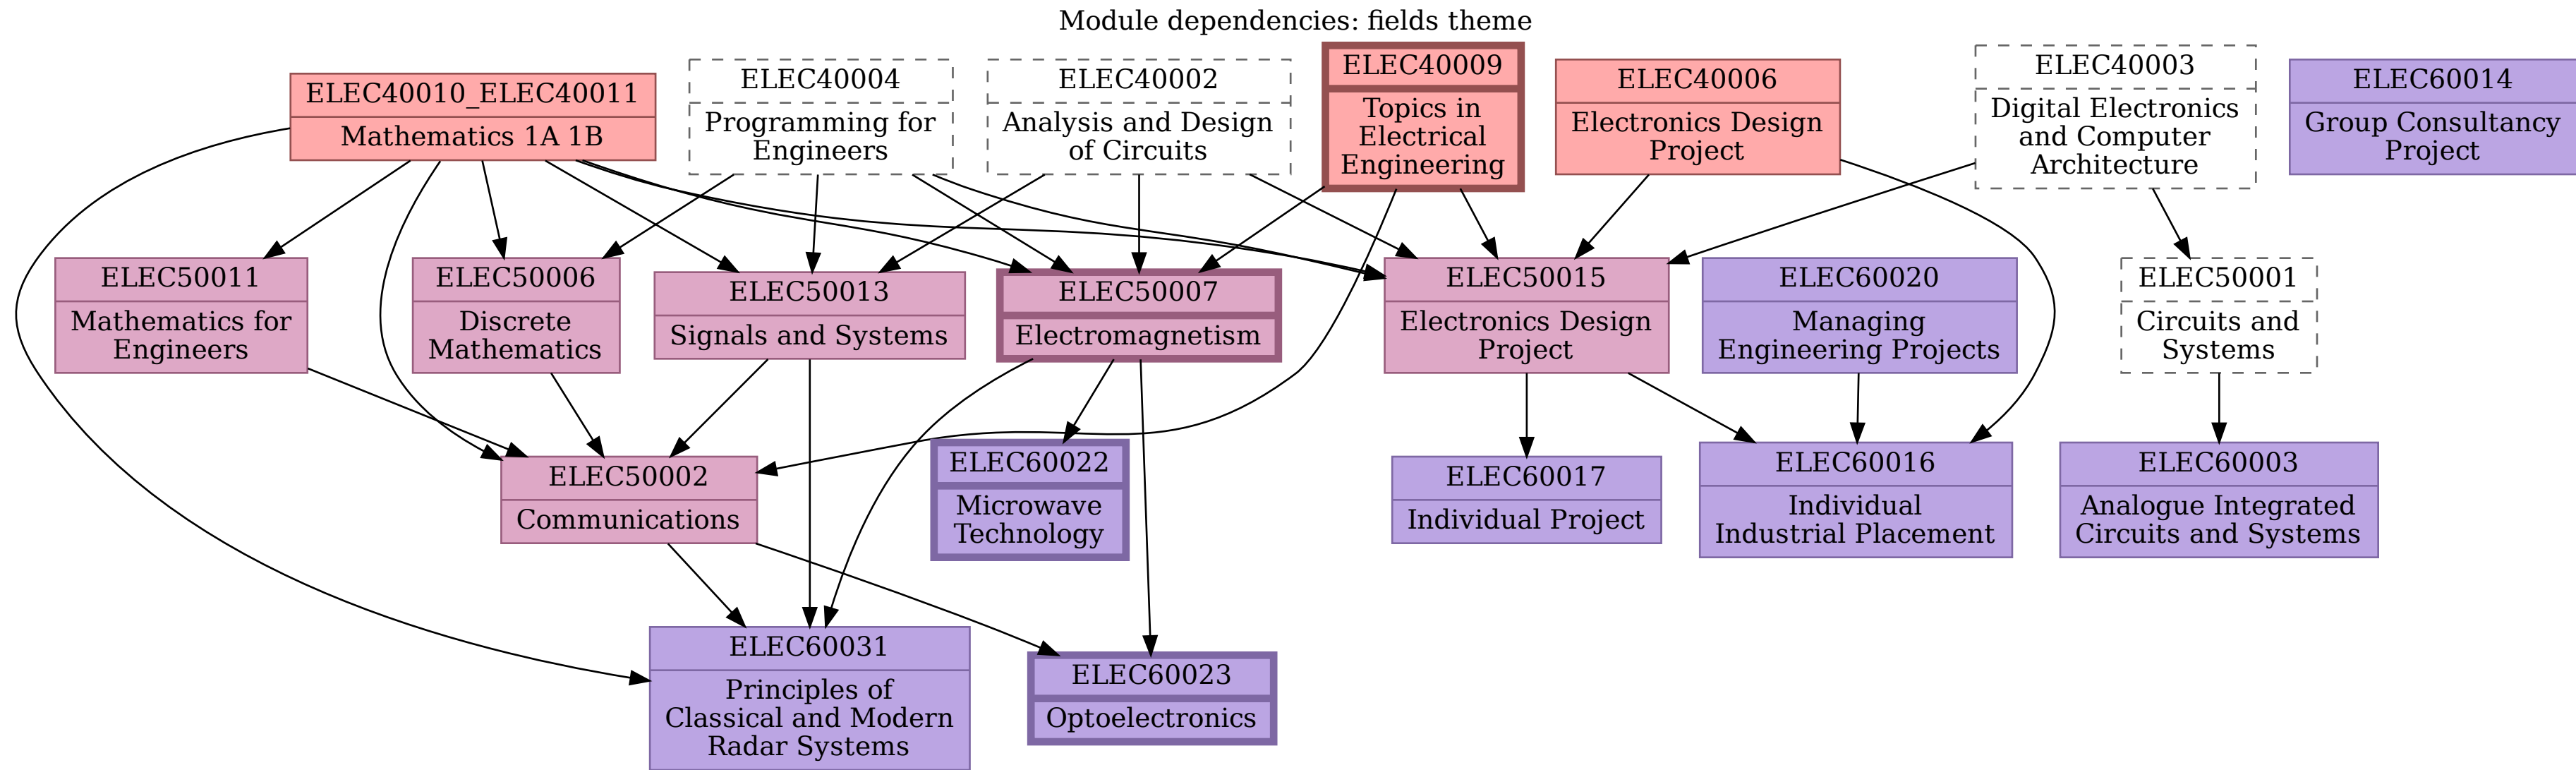 Module dependencies: fields theme
ELEC40010_ELEC40011
Mathematics 1A 1B
ELEC40004
Programming for
Engineers
ELEC40002
Analysis and Design
of Circuits
ELEC40009
Topics in
Electrical
Engineering
ELEC40006
Electronics Design
Project
ELEC40003
Digital Electronics
and Computer
Architecture
ELEC60014
Group Consultancy
Project
ELEC50011
Mathematics for
Engineers
ELEC50006
Discrete
Mathematics
ELEC50013
Signals and Systems
ELEC50007
Electromagnetism
ELEC50015
Electronics Design
Project
ELEC60020
Managing
Engineering Projects
ELEC50001
Circuits and
Systems
ELEC50002
Communications
ELEC60022
Microwave
Technology
ELEC60017
Individual Project
ELEC60016
Individual
Industrial Placement
ELEC60003
Analogue Integrated
Circuits and Systems
ELEC60031
Principles of
Classical and Modern
Radar Systems
ELEC60023
Optoelectronics